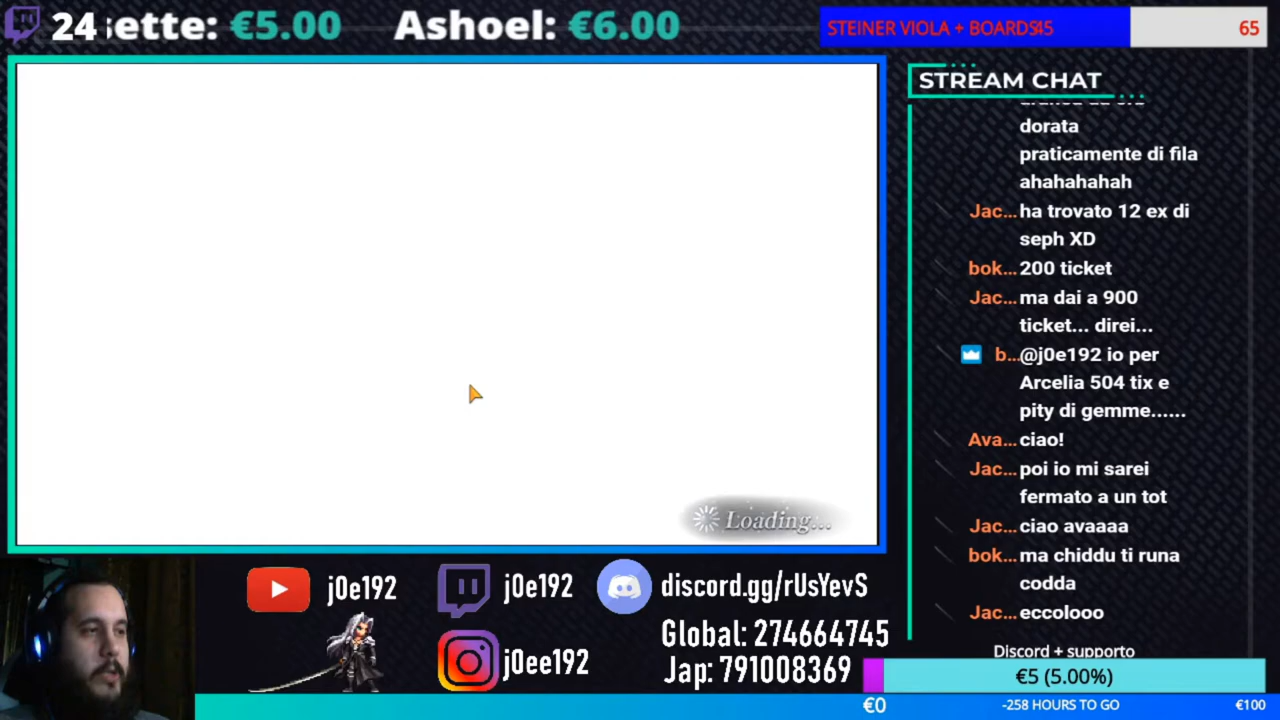 24
ette: €5.00 Ashoel: €6.00
STEINER VIOLA + BOARDS 45
65
STREAM CHAT
dorata
praticamente di fila
ahahahahah
Jac... ha trovato 12 ex di
seph XD
bok... 200 ticket
Jac... ma dai a 900
ticket... direi...
b... @j0e192 io per
Arcelia 504 tix e
pity di gemme......
Ava... ciao!
Jac... poi io mi sarei
fermato a un tot
Jac... ciao avaaaa
bok... ma chiddu ti runa
codda
Jac... eccolooo
Loading...
j0e192
j0e192
discord.gg/rUsYevS
j0ee192
Global: 274664745
Jap: 791008369
Discord + supporto
€5 (5.00%)
€0
-258 HOURS TO GO
€100